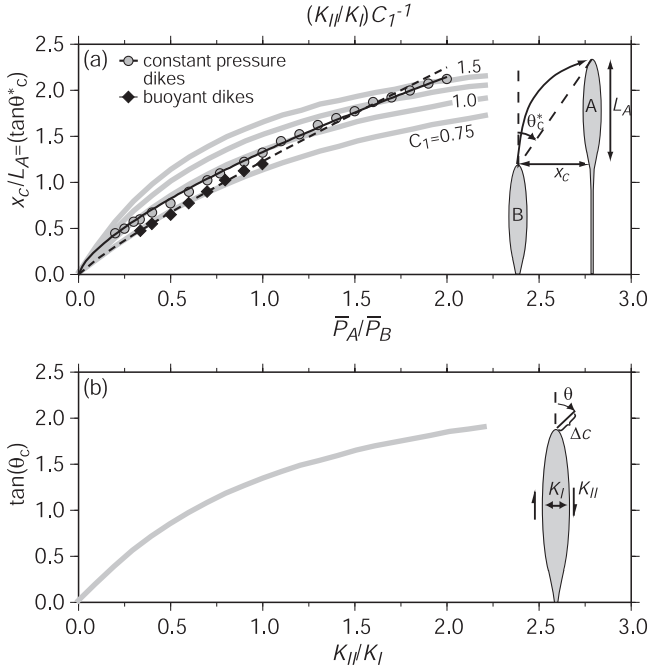 (K_II/K_I)C_1^-1
(a)
constant pressure
dikes
buoyant dikes
1.5
1.0
C_1=0.75
A
B
L_A
θ*_c
x_c
x_c/L_A=(tanθ*_c)
2.5
2.0
1.5
1.0
0.5
0.0
0.0 0.5 1.0 1.5 2.0 2.5 3.0
P̅_A/P̅_B
(b)
θ
Δc
K_I
K_II
tan(θ_c)
2.5
2.0
1.5
1.0
0.5
0.0
0.0 0.5 1.0 1.5 2.0 2.5 3.0
K_II/K_I